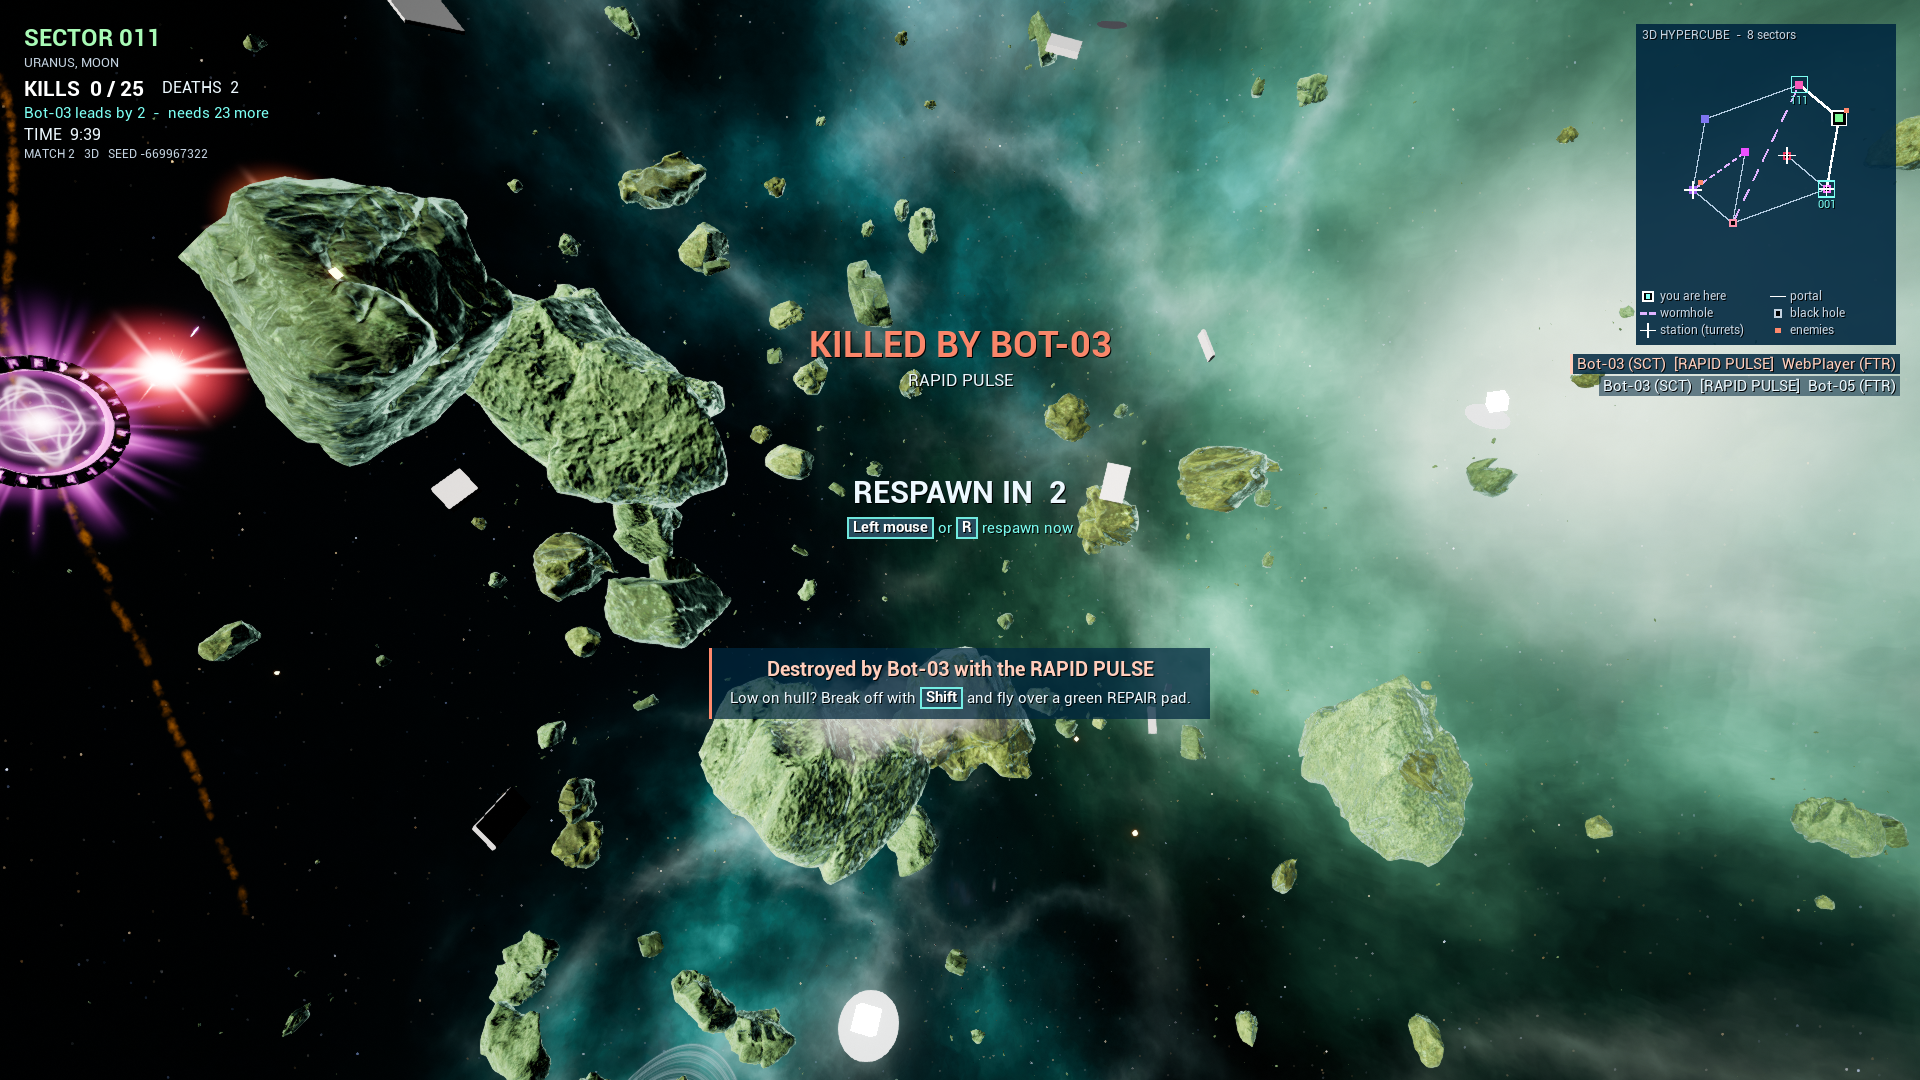 SECTOR 011
URANUS, MOON
KILLS 0 / 25 DEATHS 2
Bot-03 leads by 2 - needs 23 more
TIME 9:39
MATCH 2 3D SEED -669967322
3D HYPERCUBE - 8 sectors
111
001
you are here
portal
wormhole
black hole
station (turrets)
enemies
Bot-03 (SCT) [RAPID PULSE] WebPlayer (FTR)
Bot-03 (SCT) [RAPID PULSE] Bot-05 (FTR)
KILLED BY BOT-03
RAPID PULSE
RESPAWN IN 2
Left mouse or R respawn now
Destroyed by Bot-03 with the RAPID PULSE
Low on hull? Break off with Shift and fly over a green REPAIR pad.